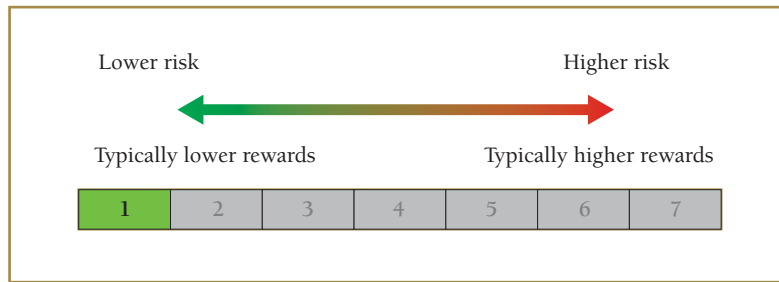 Lower risk Higher risk
Typically lower rewards Typically higher rewards
1 2 3 4 5 6 7